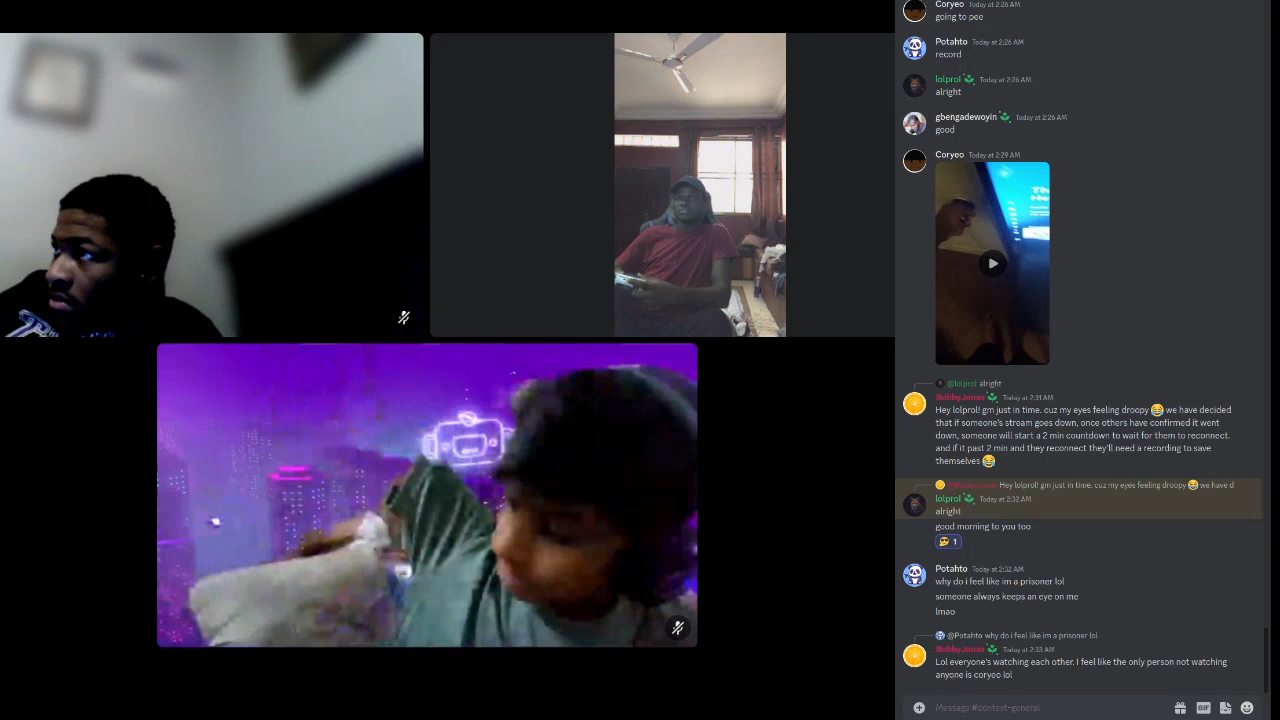 Coryeo Today at 2:26 AM
going to pee
Potahto Today at 2:26 AM
record
lolprol Today at 2:26 AM
alright
gbengadewoyin Today at 2:26 AM
good
Coryeo Today at 2:29 AM
@lolprol alright
BobbyJonas Today at 2:31 AM
Hey lolprol! gm just in time. cuz my eyes feeling droopy 😂 we have decided
that if someone's stream goes down, once others have confirmed it went
down, someone will start a 2 min countdown to wait for them to reconnect.
and if it past 2 min and they reconnect they'll need a recording to save
themselves 😂
Hey lolprol! gm just in time. cuz my eyes feeling droopy 😂 we have d
lolprol Today at 2:32 AM
alright
good morning to you too
1
Potahto Today at 2:32 AM
why do i feel like im a prisoner lol
someone always keeps an eye on me
lmao
@Potahto why do i feel like im a prisoner lol
BobbyJonas Today at 2:33 AM
Lol everyone's watching each other. I feel like the only person not watching
anyone is coryeo lol
Message #contest-general
GIF